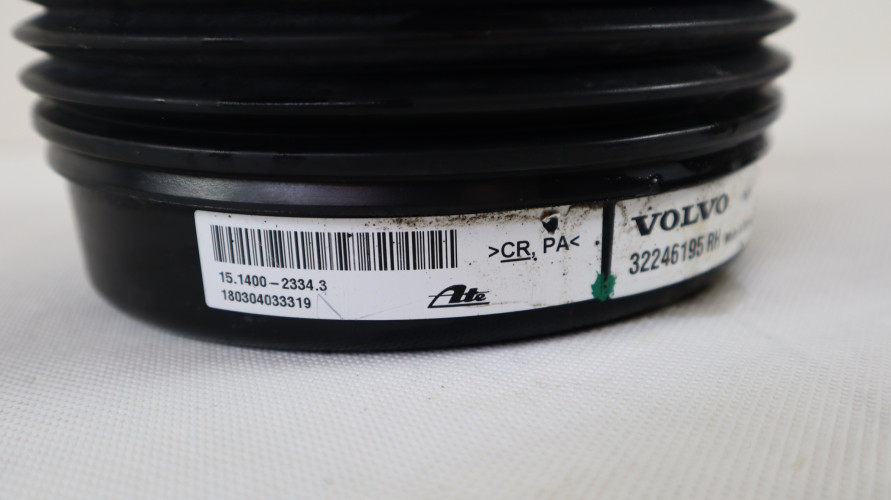 >CR, PA<
15.1400-2334.3
180304033319
Ate
VOLVO
32246195 RH